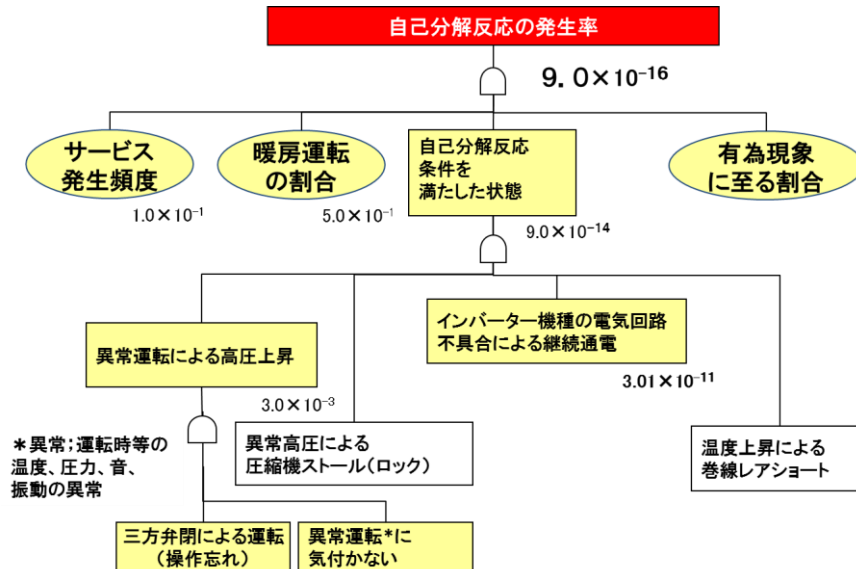 自己分解反応の発生率
9.0×10⁻¹⁶
サービス
発生頻度
1.0×10⁻¹
暖房運転
の割合
5.0×10⁻¹
自己分解反応
条件を
満たした状態
9.0×10⁻¹⁴
有為現象
に至る割合
異常運転による高圧上昇
3.0×10⁻³
インバーター機種の電気回路
不具合による継続通電
3.01×10⁻¹¹
*異常;運転時等の
温度、圧力、音、
振動の異常
異常高圧による
圧縮機ストール(ロック)
温度上昇による
巻線レアショート
三方弁閉による運転
(操作忘れ)
異常運転*に
気付かない